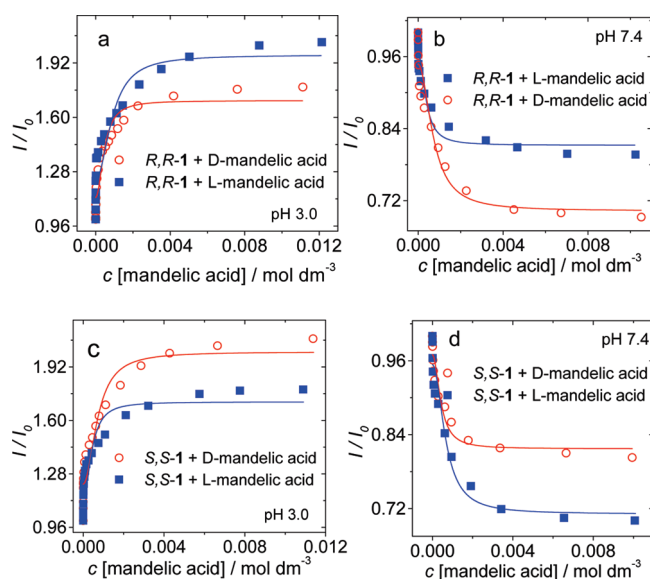 a
I / I0
1.92
1.60
1.28
0.96
R,R-1 + D-mandelic acid
R,R-1 + L-mandelic acid
pH 3.0
0.000 0.004 0.008 0.012
c [mandelic acid] / mol dm-3
b
pH 7.4
I / I0
0.96
0.84
0.72
R,R-1 + L-mandelic acid
R,R-1 + D-mandelic acid
0.000 0.004 0.008
c [mandelic acid] / mol dm-3
c
I / I0
1.92
1.60
1.28
0.96
S,S-1 + D-mandelic acid
S,S-1 + L-mandelic acid
pH 3.0
0.000 0.004 0.008 0.012
c [mandelic acid] / mol dm-3
d
pH 7.4
I / I0
0.96
0.84
0.72
S,S-1 + D-mandelic acid
S,S-1 + L-mandelic acid
0.000 0.004 0.008
c [mandelic acid] / mol dm-3